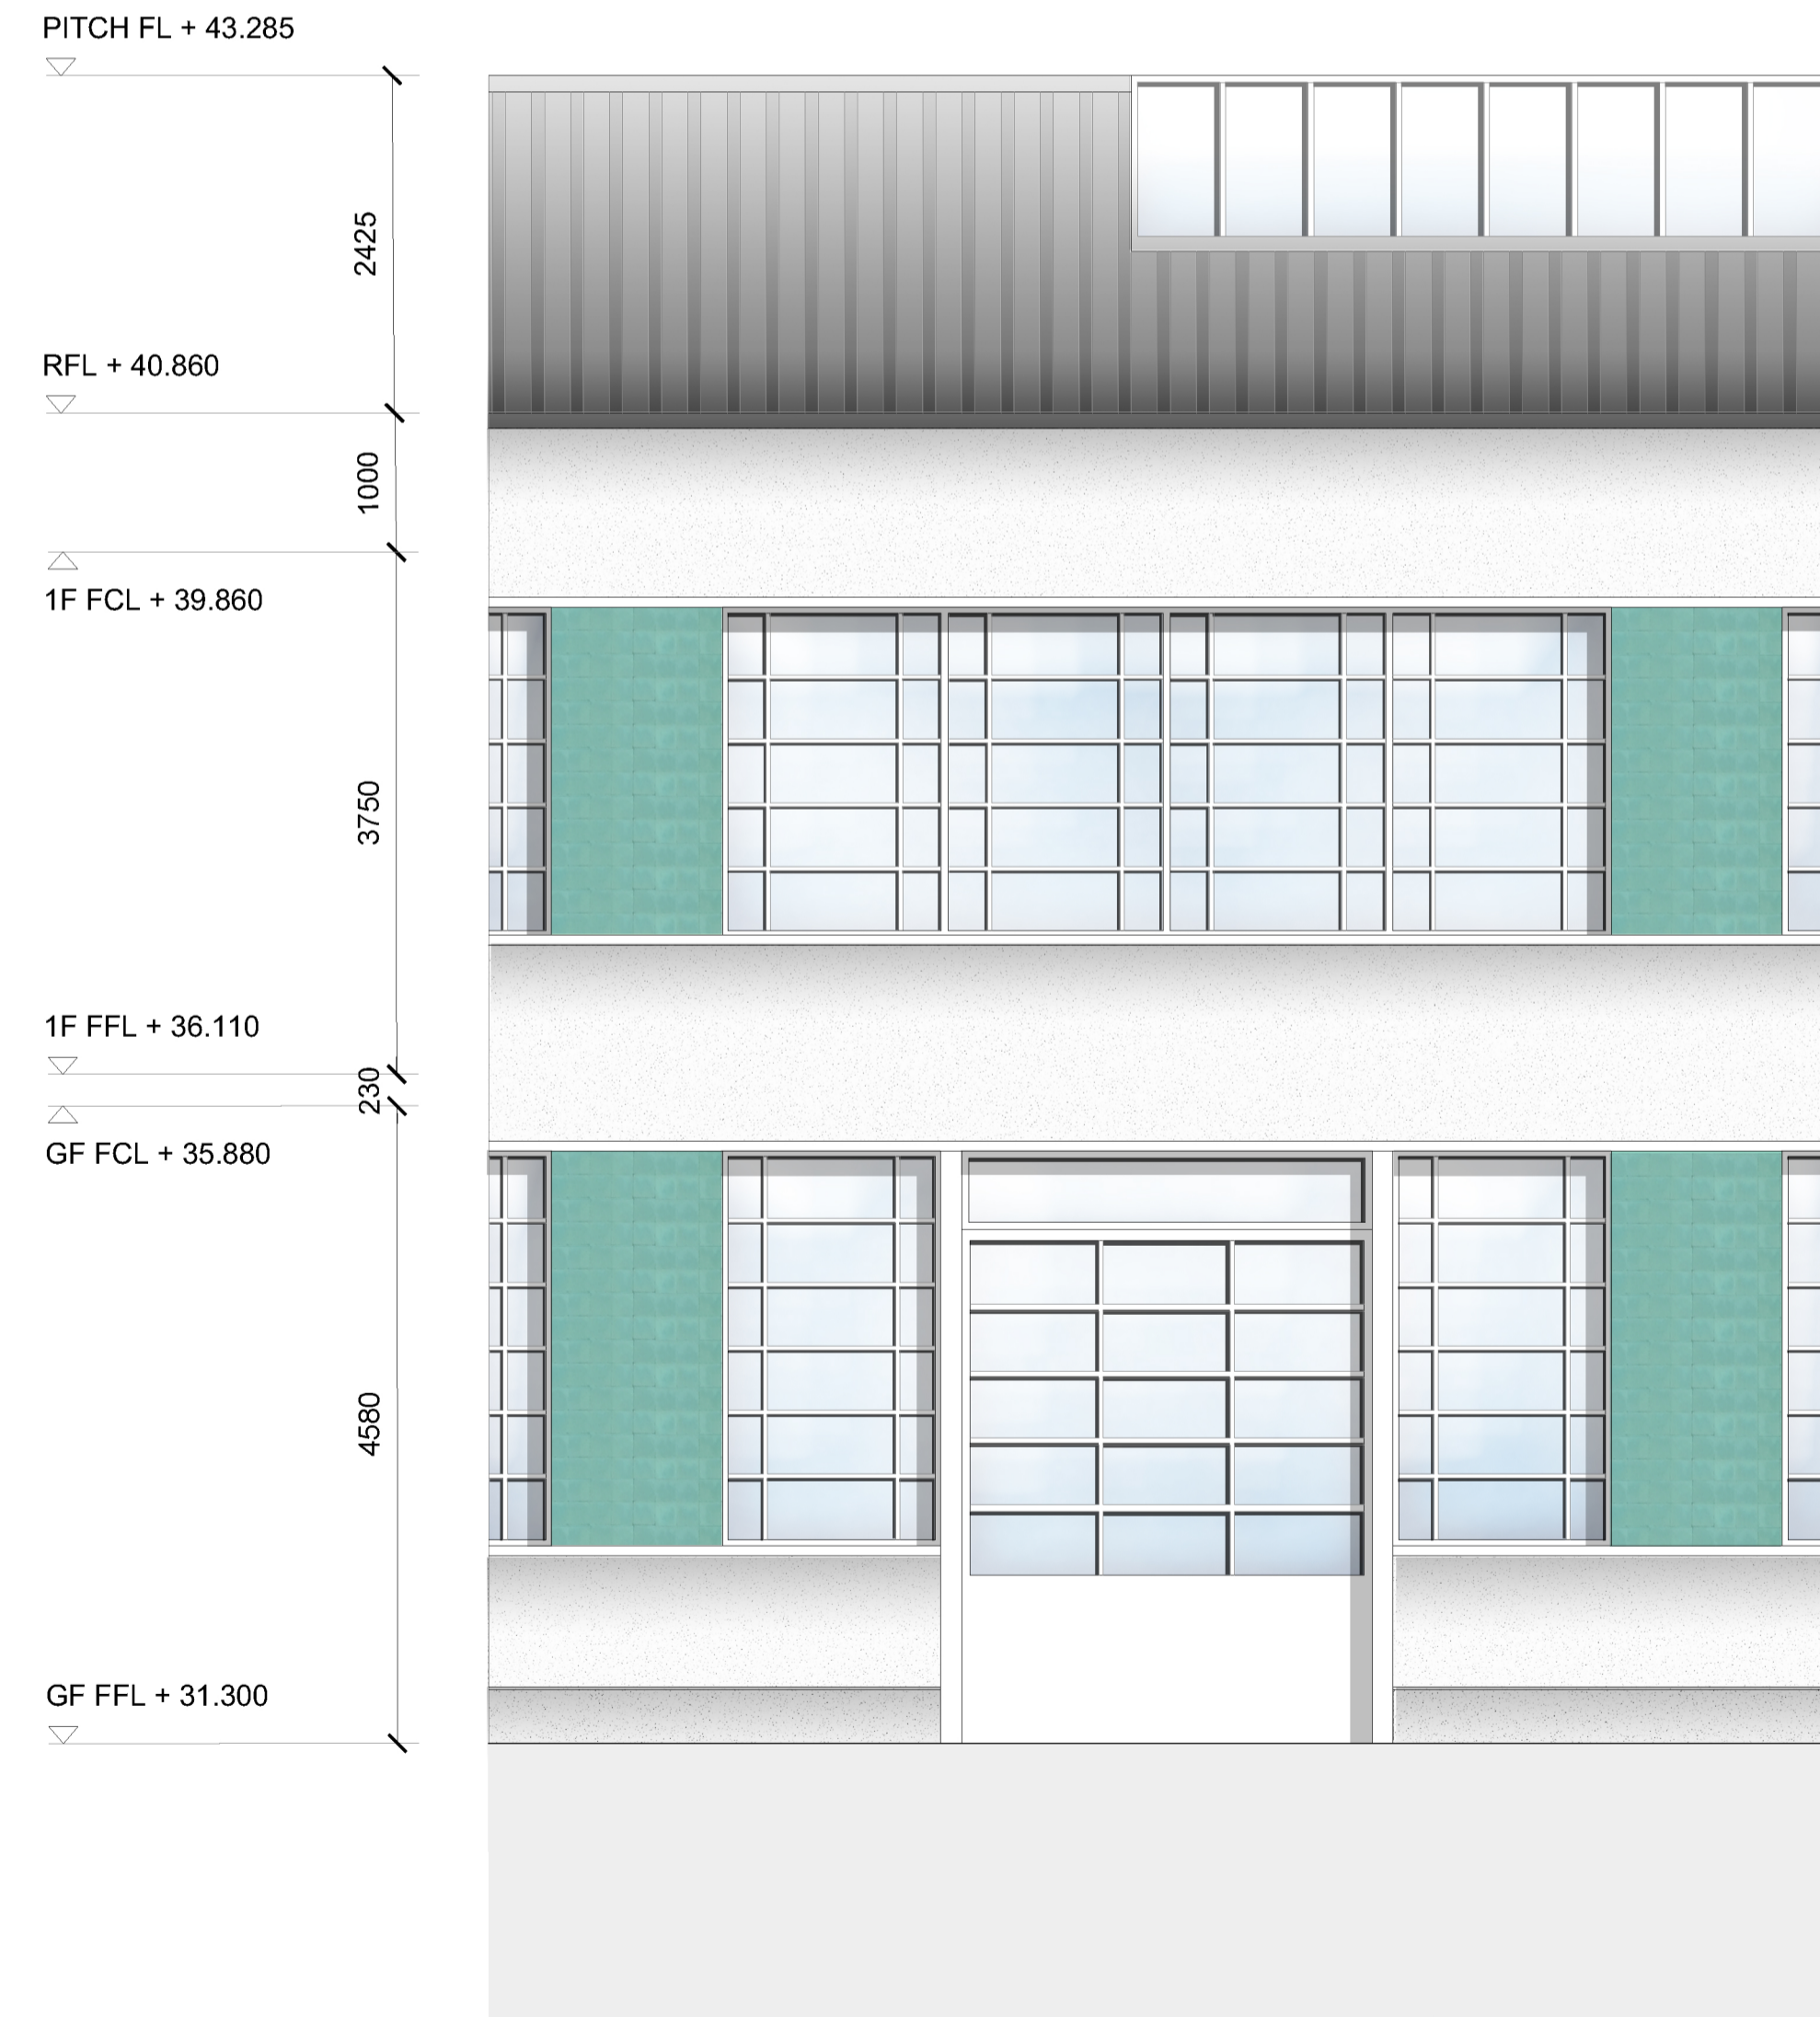 PITCH FL + 43.285
2425
RFL + 40.860
1000
1F FCL + 39.860
3750
1F FFL + 36.110
230
GF FCL + 35.880
4580
GF FFL + 31.300